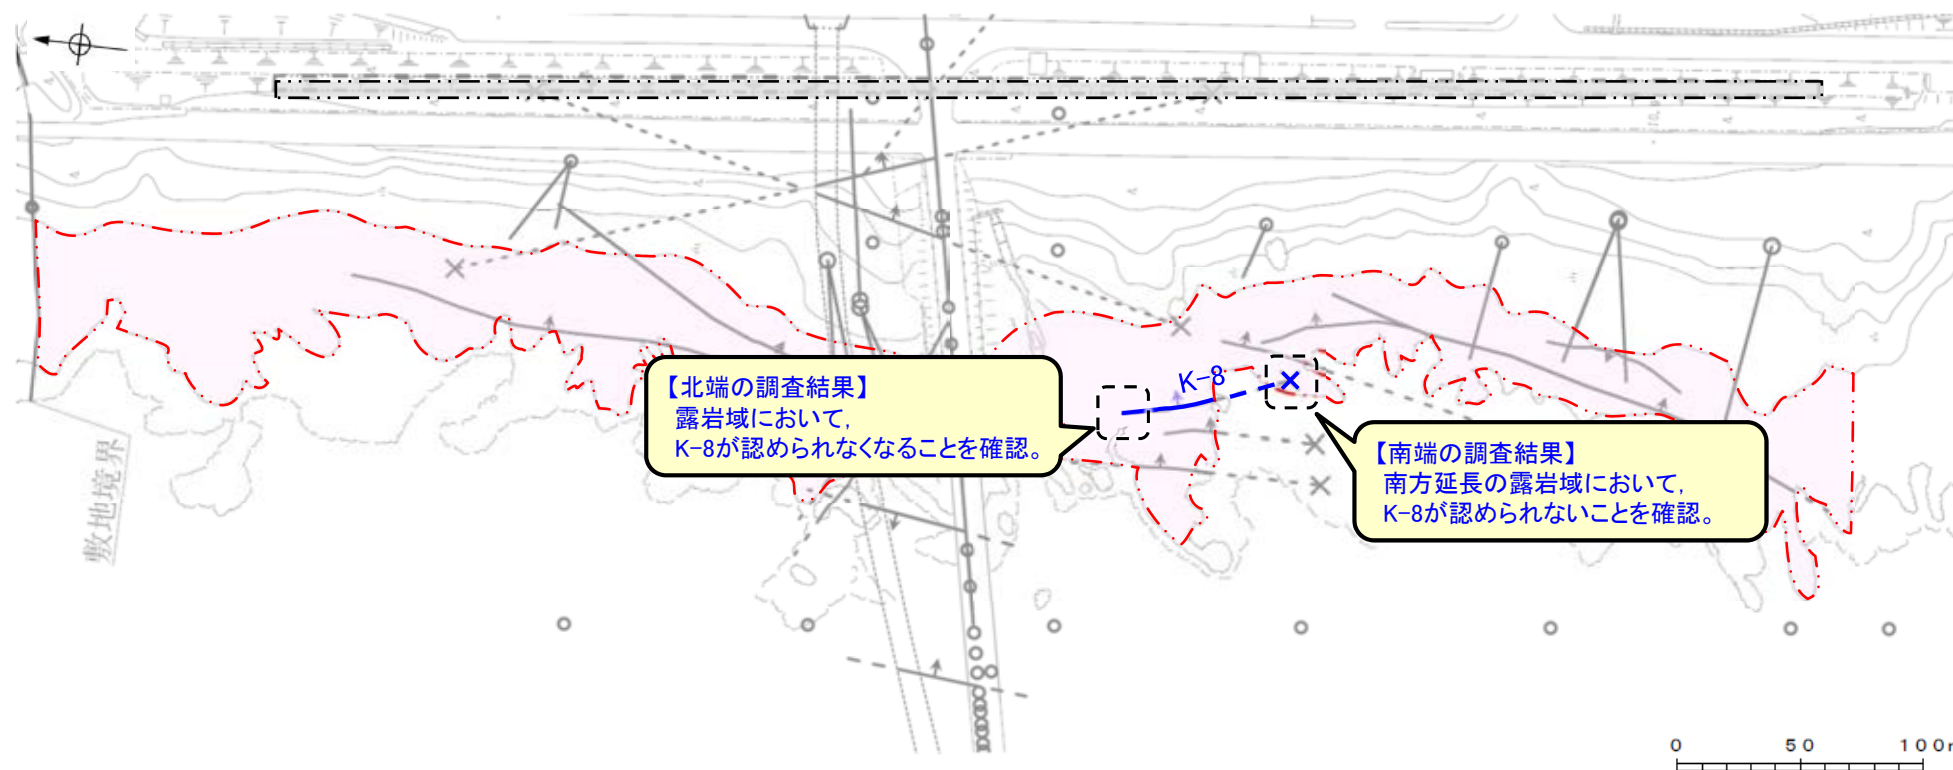 【北端の調査結果】
露岩域において，
K-8が認められなくなることを確認。
K-8
【南端の調査結果】
南方延長の露岩域において，
K-8が認められないことを確認。
敷地境界
0 50 100m